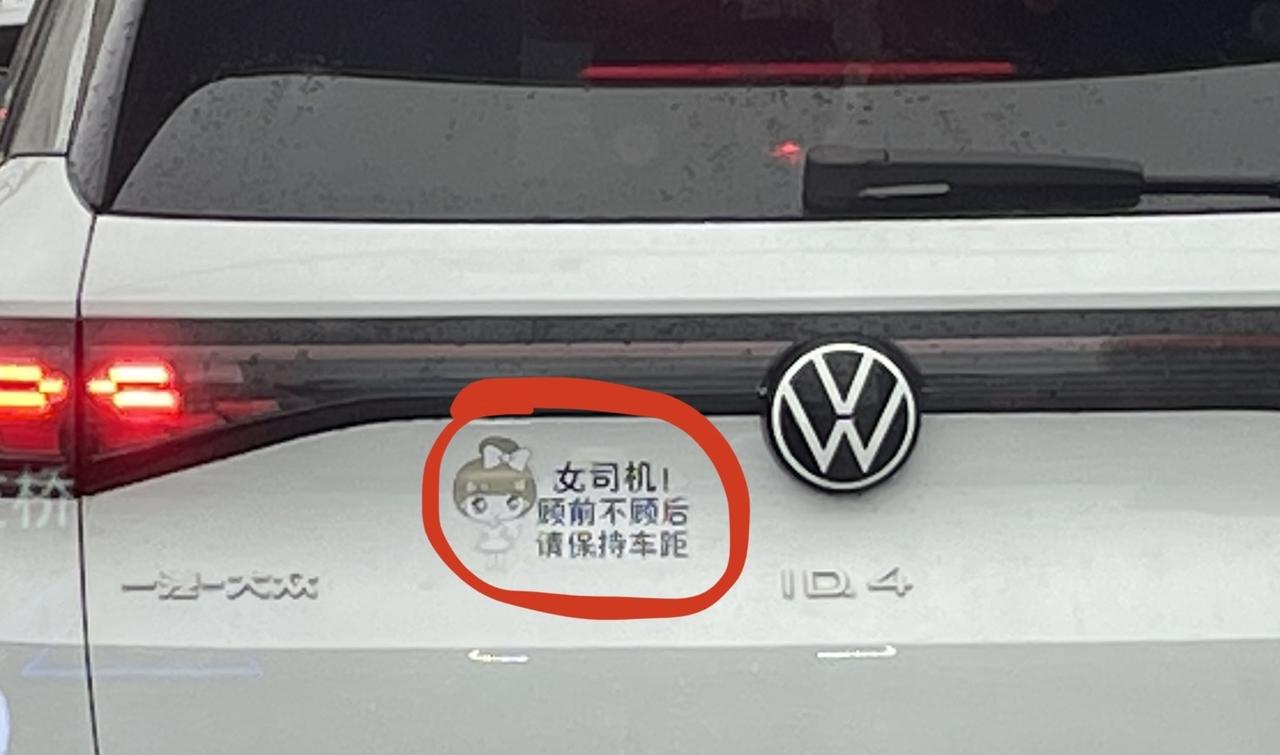 女司机!
顾前不顾后
请保持车距
桥
一汽-大众
ID.4